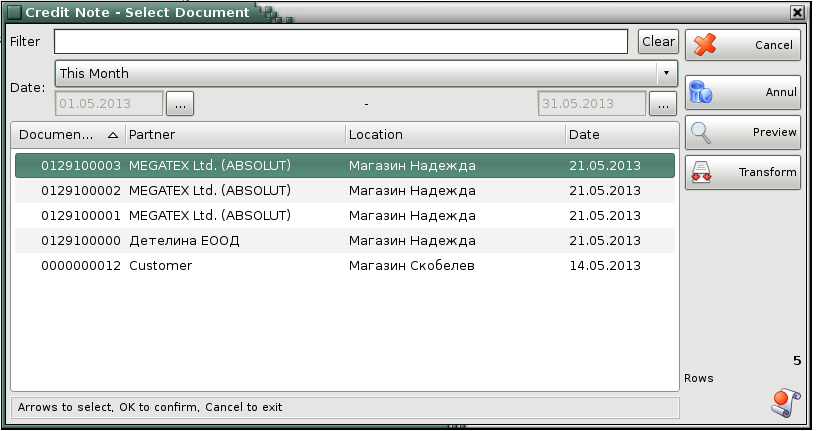 Credit Note - Select Document
Filter Clear Cancel
Date: This Month
01.05.2013 ... - 31.05.2013 ... Annul
Documen... Partner Location Date Preview
0129100003 MEGATEX Ltd. (ABSOLUT) Магазин Надежда 21.05.2013 Transform
0129100002 MEGATEX Ltd. (ABSOLUT) Магазин Надежда 21.05.2013
0129100001 MEGATEX Ltd. (ABSOLUT) Магазин Надежда 21.05.2013
0129100000 Детелина ЕООД Магазин Надежда 21.05.2013
0000000012 Customer Магазин Скобелев 14.05.2013
5
Rows
Arrows to select, OK to confirm, Cancel to exit